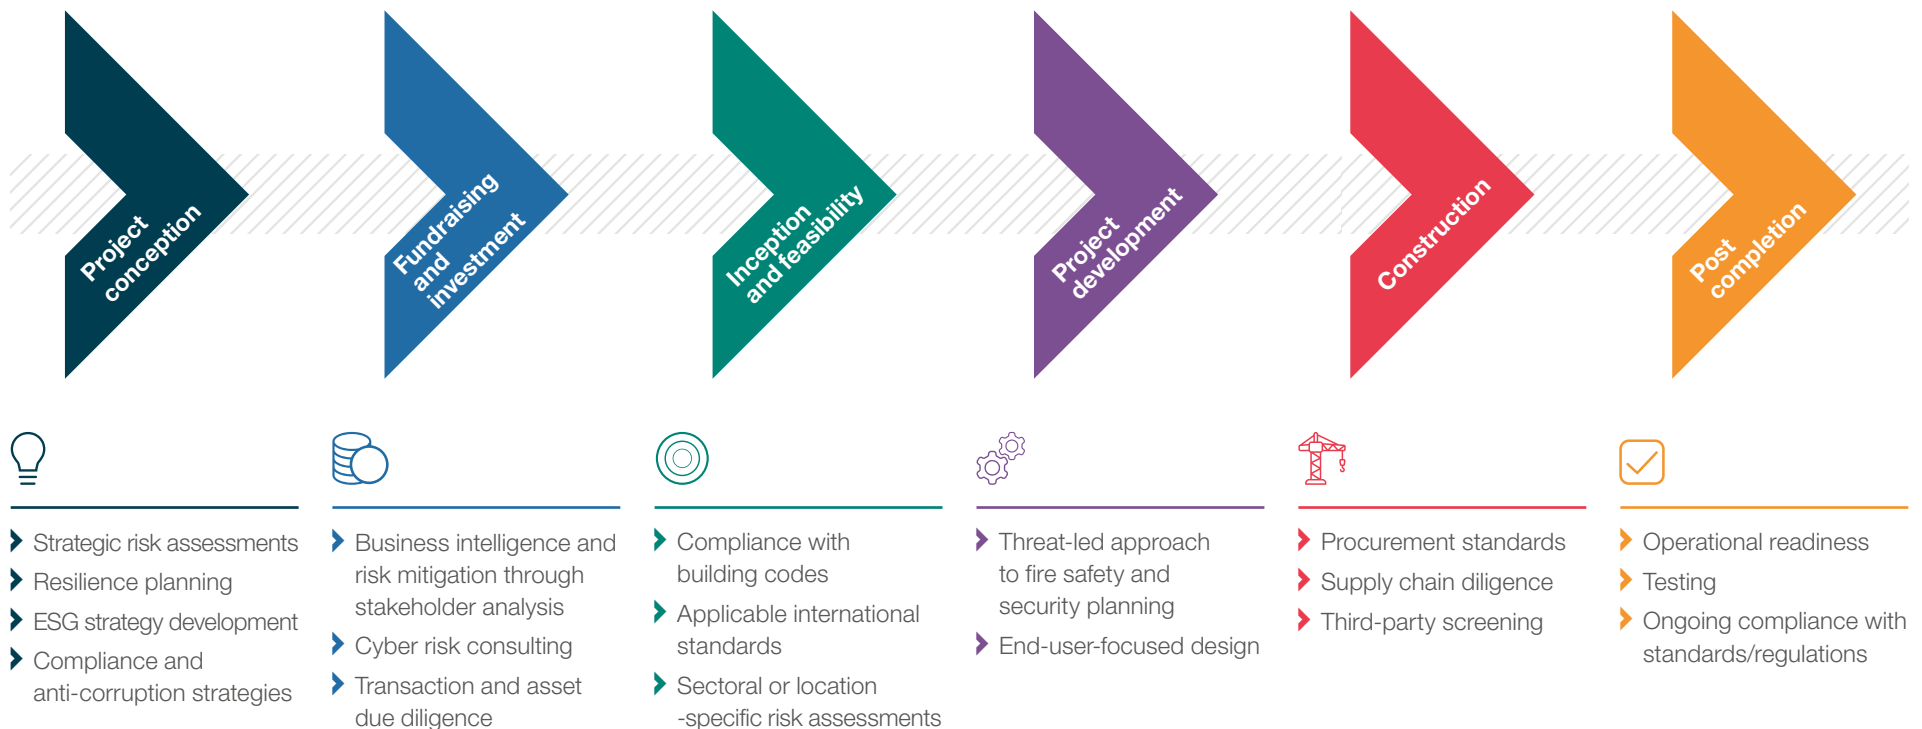 Project
conception
Fundraising
and
investment
Inception
and feasibility
Project
development
Construction
Post
completion
Strategic risk assessments
Resilience planning
ESG strategy development
Compliance and
anti-corruption strategies
Business intelligence and
risk mitigation through
stakeholder analysis
Cyber risk consulting
Transaction and asset
due diligence
Compliance with
building codes
Applicable international
standards
Sectoral or location
-specific risk assessments
Threat-led approach
to fire safety and
security planning
End-user-focused design
Procurement standards
Supply chain diligence
Third-party screening
Operational readiness
Testing
Ongoing compliance with
standards/regulations